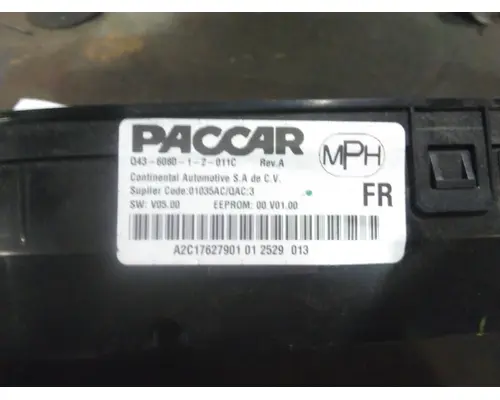 PACCAR
Q43-6080-1-2-011C Rev.A
Continental Automotive S.A de C.V.
Suplier Code:01035AC/QAC:3
SW: V05.00 EEPROM: 00 V01.00
MPH
FR
A2C17627901 01 2529 013